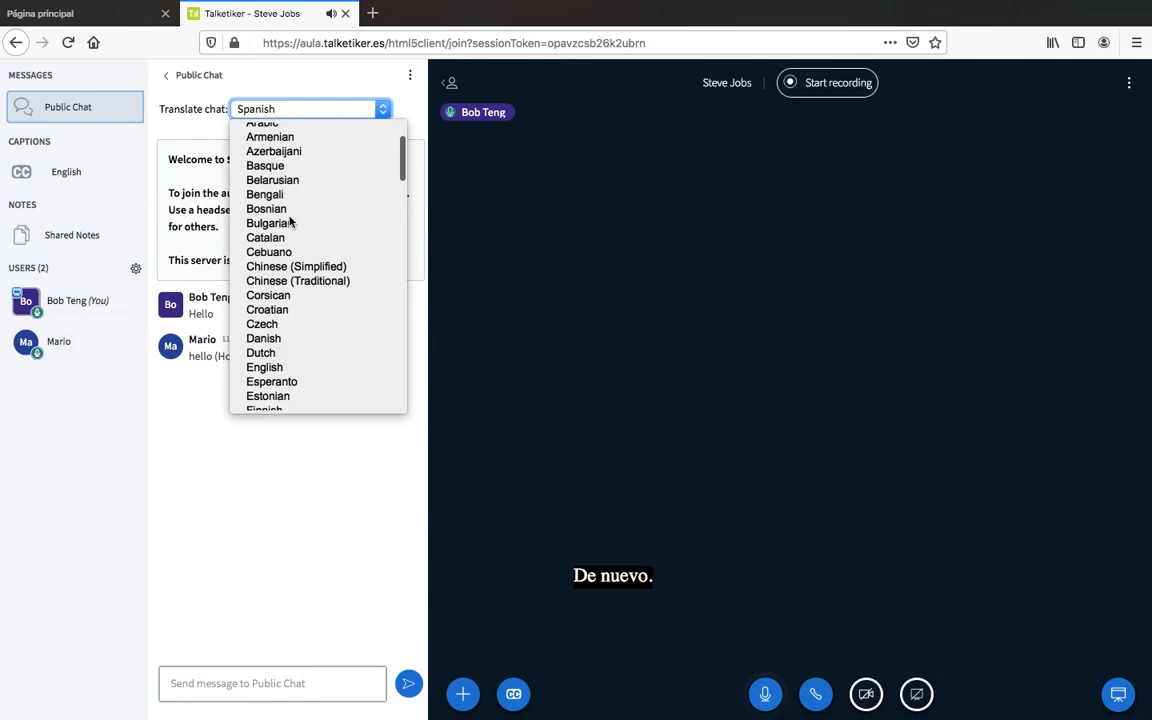 Página principal
Talketiker - Steve Jobs
https://aula.talketiker.es/html5client/join?sessionToken=opavzcsb26k2ubrn
MESSAGES
Public Chat
CAPTIONS
English
NOTES
Shared Notes
USERS (2)
Bo
Bob Teng (You)
Ma
Mario
Public Chat
Translate chat:
Spanish
Welcome to S
To join the au
Use a headse
for others.
This server is
Bo
Bob Teng
Hello
Ma
Mario 11
hello (Ho
Arabic
Armenian
Azerbaijani
Basque
Belarusian
Bengali
Bosnian
Bulgarian
Catalan
Cebuano
Chinese (Simplified)
Chinese (Traditional)
Corsican
Croatian
Czech
Danish
Dutch
English
Esperanto
Estonian
Finnish
Send message to Public Chat
Steve Jobs
Start recording
Bob Teng
De nuevo.
CC